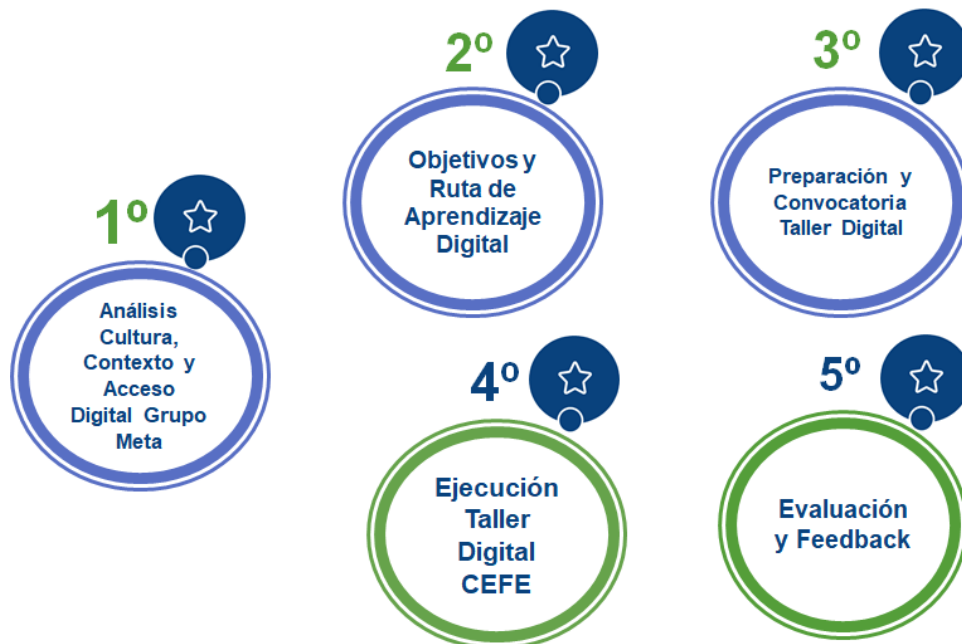 1º
Análisis
Cultura,
Contexto y
Acceso
Digital Grupo
Meta
2º
Objetivos y
Ruta de
Aprendizaje
Digital
3º
Preparación y
Convocatoria
Taller Digital
4º
Ejecución
Taller
Digital
CEFE
5º
Evaluación
y Feedback